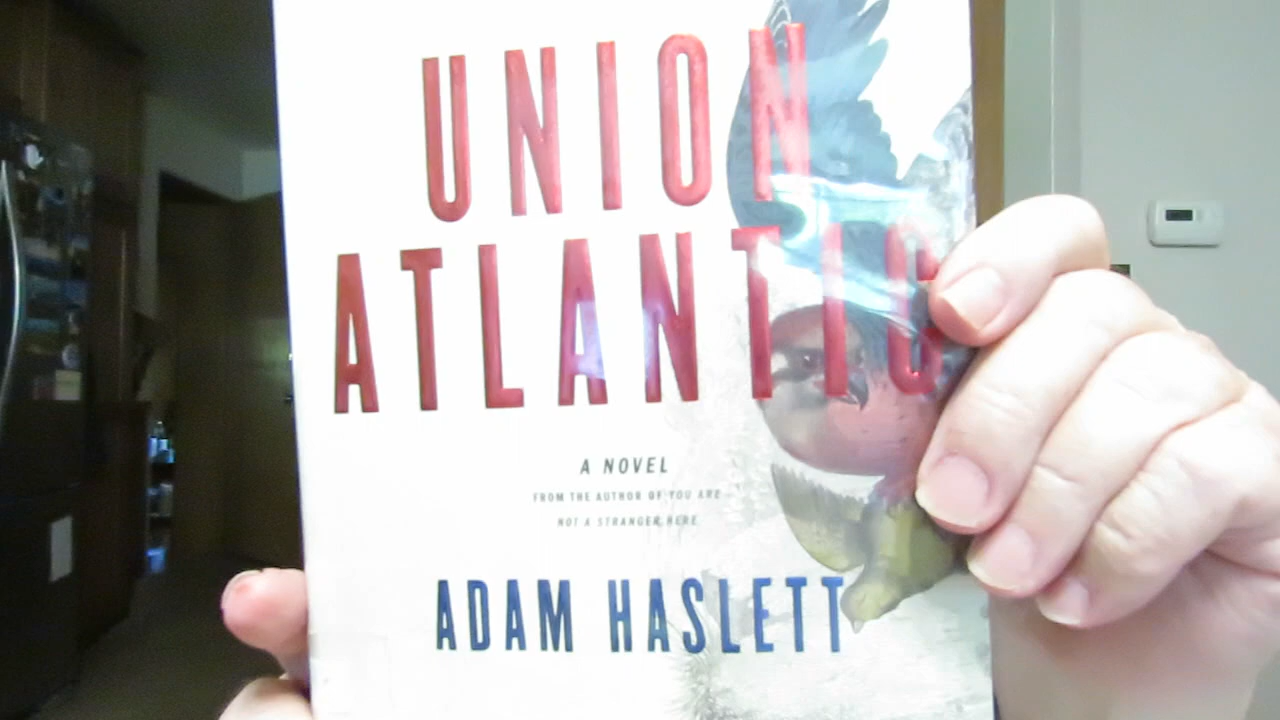 UNION
ATLANTIC
A NOVEL
FROM THE AUTHOR OF YOU ARE
NOT A STRANGER HERE
ADAM HASLETT